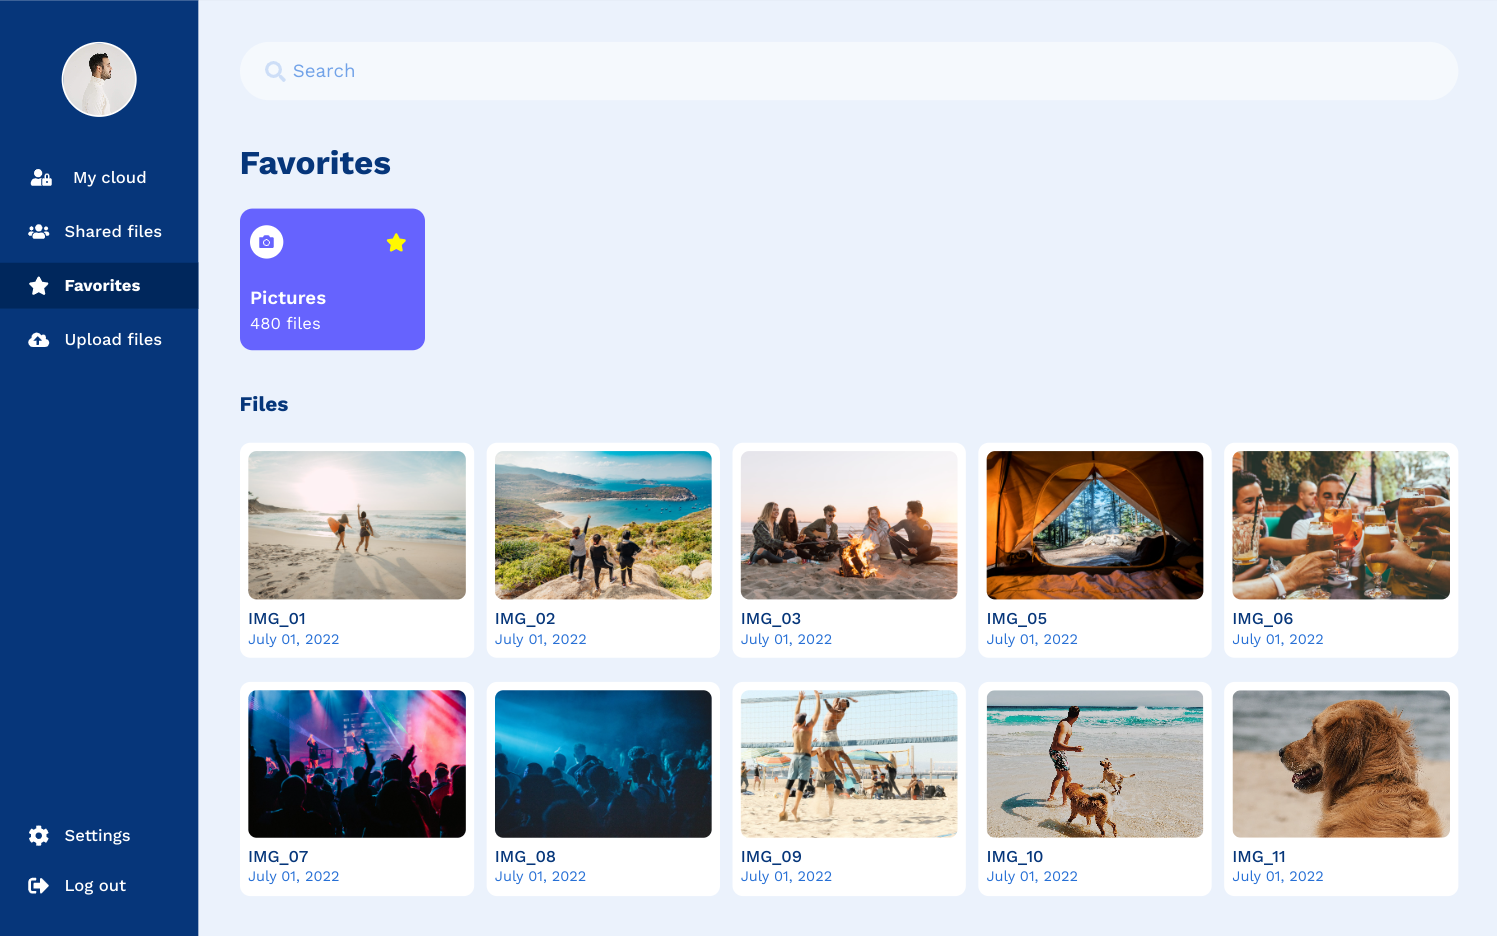 My cloud
Shared files
Favorites
Upload files
Settings
Log out
Search
Favorites
Pictures
480 files
Files
IMG_01
July 01, 2022
IMG_02
July 01, 2022
IMG_03
July 01, 2022
IMG_05
July 01, 2022
IMG_06
July 01, 2022
IMG_07
July 01, 2022
IMG_08
July 01, 2022
IMG_09
July 01, 2022
IMG_10
July 01, 2022
IMG_11
July 01, 2022